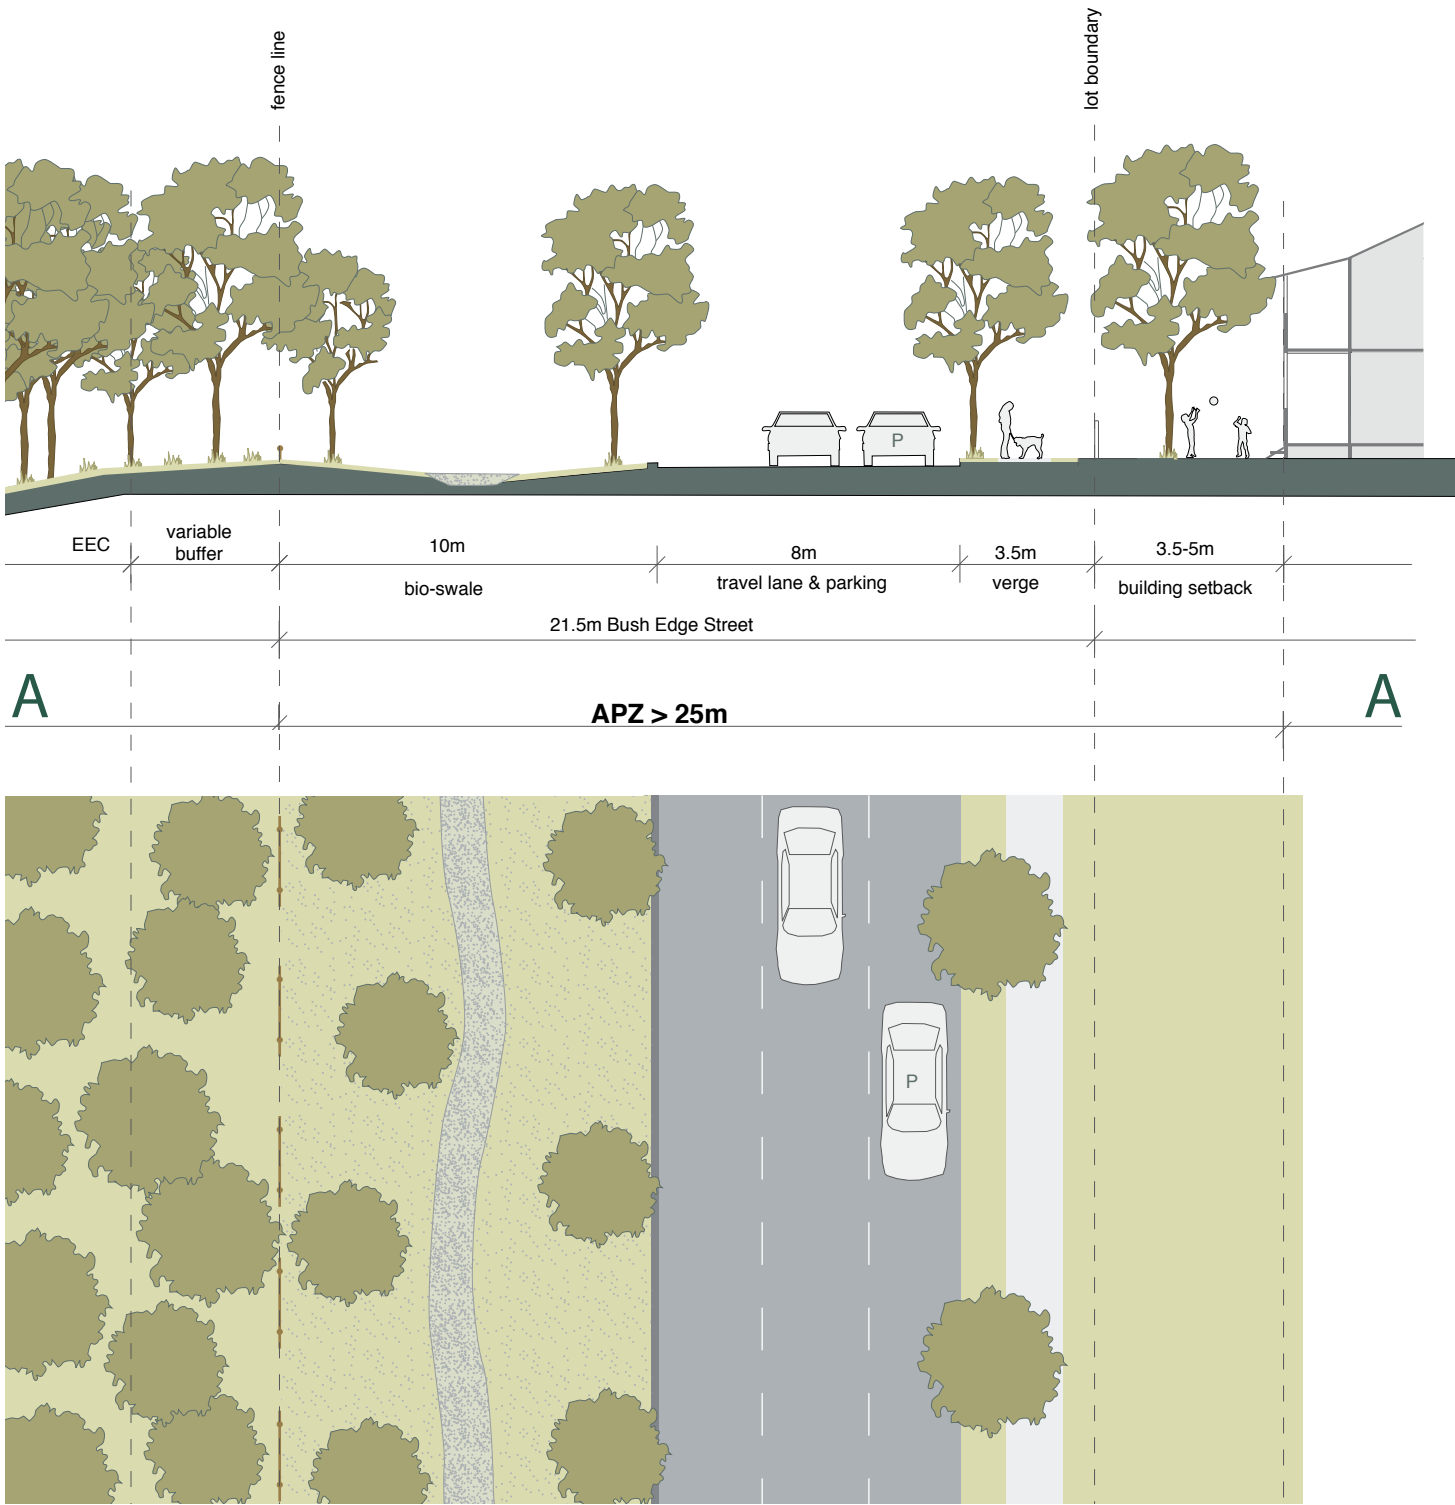 fence line
lot boundary
P
EEC
variable
buffer
10m
8m
3.5m
3.5-5m
bio-swale
travel lane & parking
verge
building setback
21.5m Bush Edge Street
A
APZ > 25m
A
P